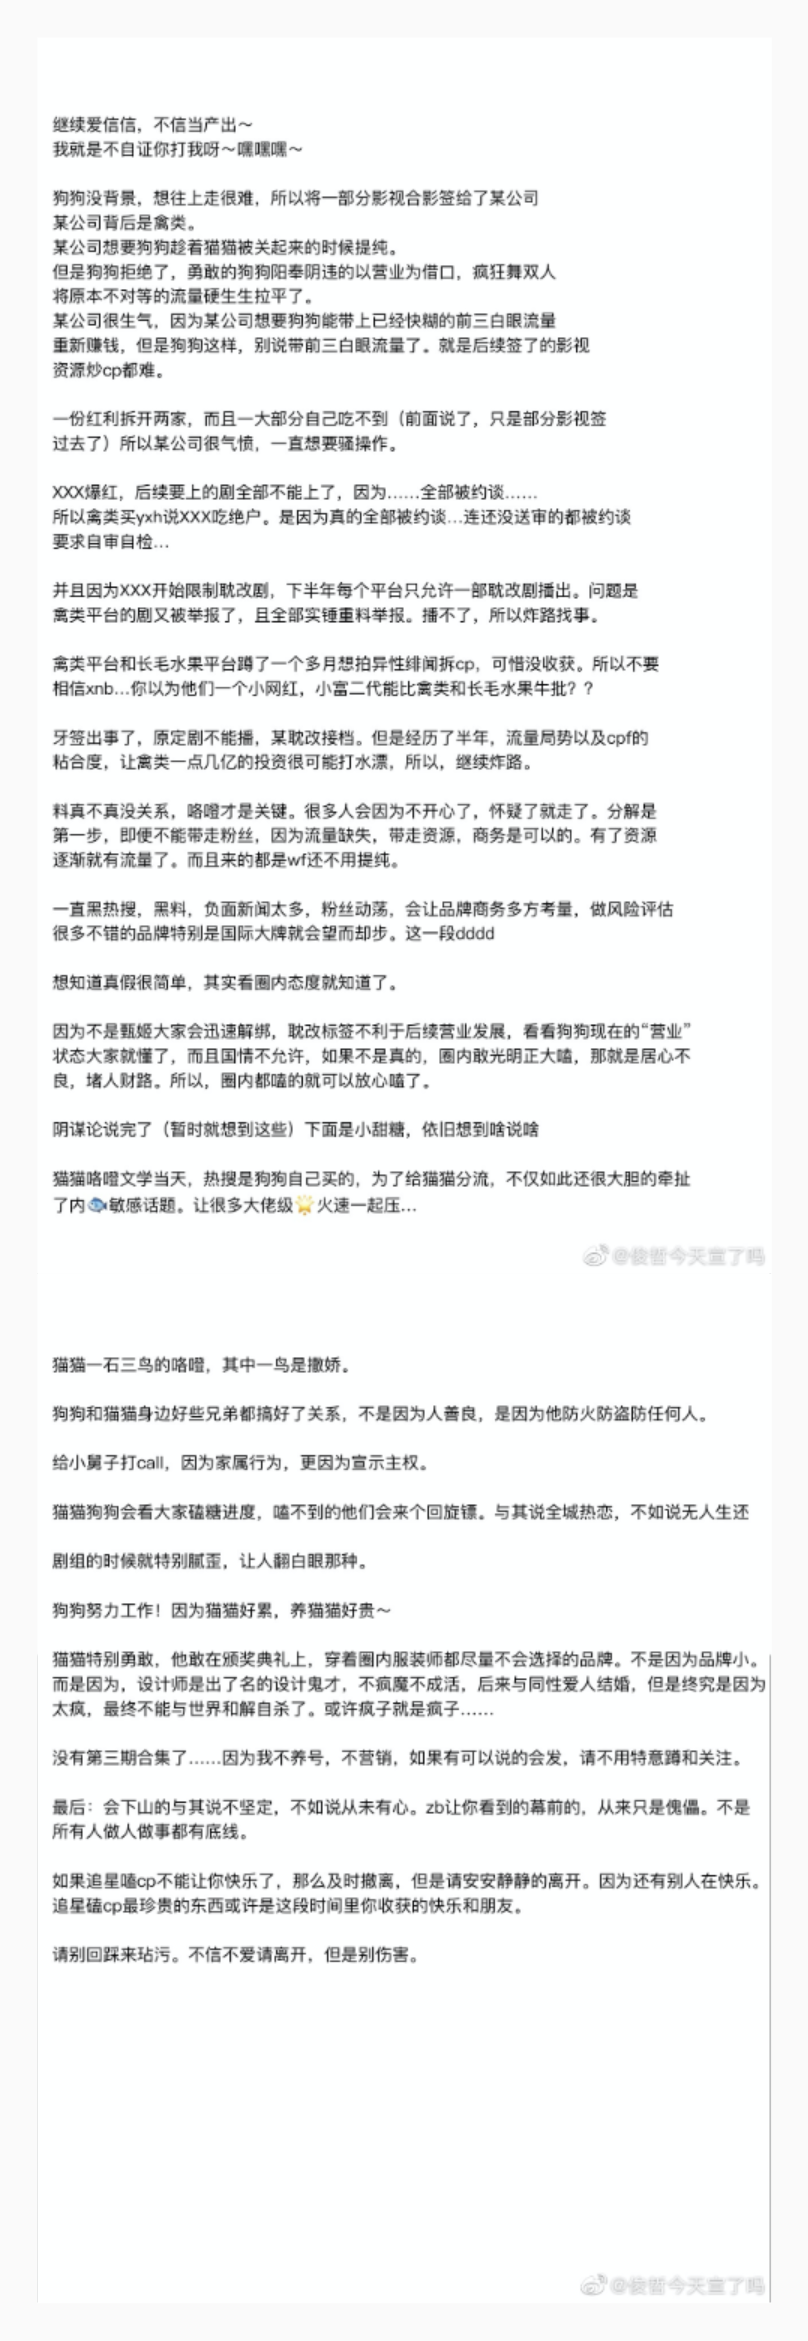 继续爱信信，不信当产出～
我就是不自证你打我呀～嘿嘿嘿～
狗狗没背景，想往上走很难，所以将一部分影视合影签给了某公司
某公司背后是禽类。
某公司想要狗狗趁着猫猫被关起来的时候提纯。
但是狗狗拒绝了，勇敢的狗狗阳奉阴违的以营业为借口，疯狂舞双人
将原本不对等的流量硬生生拉平了。
某公司很生气，因为某公司想要狗狗能带上已经快糊的前三白眼流量
重新赚钱，但是狗狗这样，别说带前三白眼流量了。就是后续签了的影视
资源炒cp都难。
一份红利拆开两家，而且一大部分自己吃不到（前面说了，只是部分影视签
过去了）所以某公司很气愤，一直想要骚操作。
XXX爆红，后续要上的剧全部不能上了，因为……全部被约谈……
所以禽类买yxh说XXX吃绝户。是因为真的全部被约谈…连还没送审的都被约谈
要求自审自检…
并且因为XXX开始限制耽改剧，下半年每个平台只允许一部耽改剧播出。问题是
禽类平台的剧又被举报了，且全部实锤重料举报。播不了，所以炸路找事。
禽类平台和长毛水果平台蹲了一个多月想拍异性绯闻拆cp，可惜没收获。所以不要
相信xnb…你以为他们一个小网红，小富二代能比禽类和长毛水果牛批？？
牙签出事了，原定剧不能播，某耽改接档。但是经历了半年，流量局势以及cpf的
粘合度，让禽类一点几亿的投资很可能打水漂，所以，继续炸路。
料真不真没关系，咯噔才是关键。很多人会因为不开心了，怀疑了就走了。分解是
第一步，即便不能带走粉丝，因为流量缺失，带走资源，商务是可以的。有了资源
逐渐就有流量了。而且来的都是wf还不用提纯。
一直黑热搜，黑料，负面新闻太多，粉丝动荡，会让品牌商务多方考量，做风险评估
很多不错的品牌特别是国际大牌就会望而却步。这一段dddd
想知道真假很简单，其实看圈内态度就知道了。
因为不是甄姬大家会迅速解绑，耽改标签不利于后续营业发展，看看狗狗现在的“营业”
状态大家就懂了，而且国情不允许，如果不是真的，圈内敢光明正大嗑，那就是居心不
良，堵人财路。所以，圈内都嗑的就可以放心嗑了。
阴谋论说完了（暂时就想到这些）下面是小甜糖，依旧想到啥说啥
猫猫咯噔文学当天，热搜是狗狗自己买的，为了给猫猫分流，不仅如此还很大胆的牵扯
了内🐟敏感话题。让很多大佬级🌟火速一起压…
@俊哲今天宣了吗
猫猫一石三鸟的咯噔，其中一鸟是撒娇。
狗狗和猫猫身边好些兄弟都搞好了关系，不是因为人善良，是因为他防火防盗防任何人。
给小舅子打call，因为家属行为，更因为宣示主权。
猫猫狗狗会看大家磕糖进度，嗑不到的他们会来个回旋镖。与其说全城热恋，不如说无人生还
剧组的时候就特别腻歪，让人翻白眼那种。
狗狗努力工作！因为猫猫好累，养猫猫好贵～
猫猫特别勇敢，他敢在颁奖典礼上，穿着圈内服装师都尽量不会选择的品牌。不是因为品牌小。
而是因为，设计师是出了名的设计鬼才，不疯魔不成活，后来与同性爱人结婚，但是终究是因为
太疯，最终不能与世界和解自杀了。或许疯子就是疯子……
没有第三期合集了……因为我不养号，不营销，如果有可以说的会发，请不用特意蹲和关注。
最后：会下山的与其说不坚定，不如说从未有心。zb让你看到的幕前的，从来只是傀儡。不是
所有人做人做事都有底线。
如果追星嗑cp不能让你快乐了，那么及时撤离，但是请安安静静的离开。因为还有别人在快乐。
追星磕cp最珍贵的东西或许是这段时间里你收获的快乐和朋友。
请别回踩来玷污。不信不爱请离开，但是别伤害。
@俊哲今天宣了吗